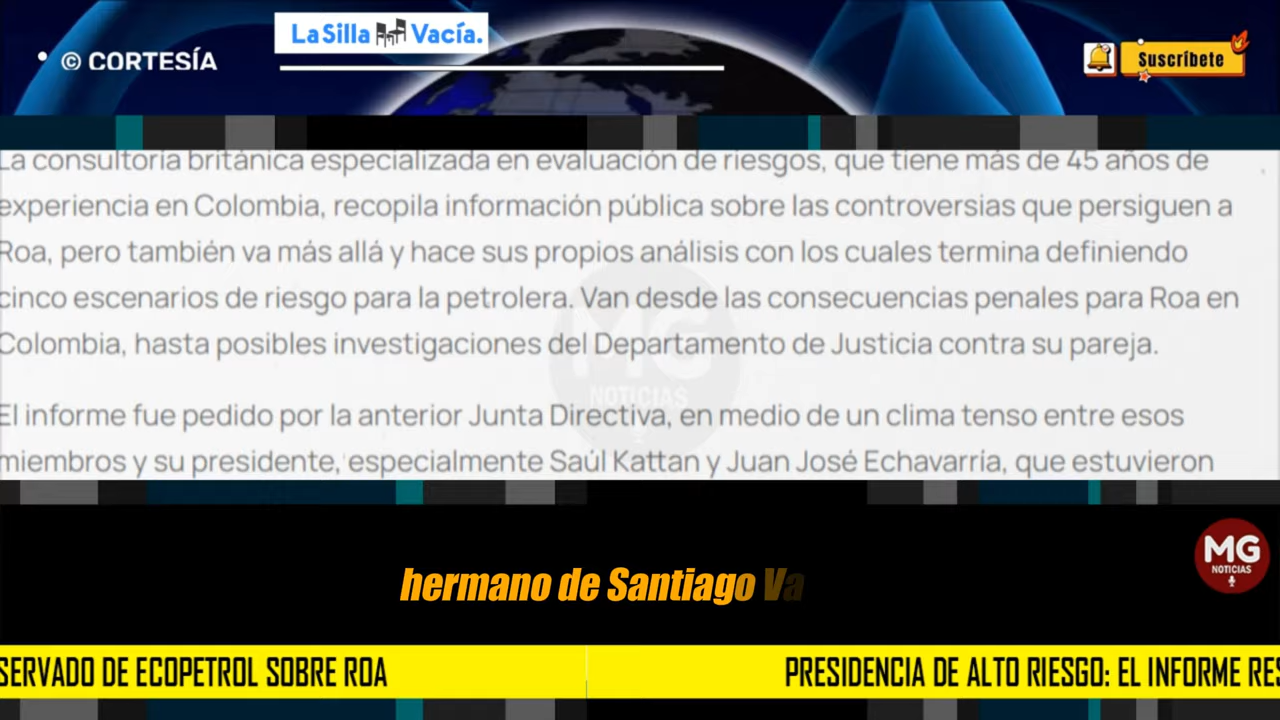 © CORTESÍA
La Silla Vacía.
Suscríbete
La consultoría británica especializada en evaluación de riesgos, que tiene más de 45 años de
experiencia en Colombia, recopila información pública sobre las controversias que persiguen a
Roa, pero también va más allá y hace sus propios análisis con los cuales termina definiendo
cinco escenarios de riesgo para la petrolera. Van desde las consecuencias penales para Roa en
Colombia, hasta posibles investigaciones del Departamento de Justicia contra su pareja.
MG
NOTICIAS
El informe fue pedido por la anterior Junta Directiva, en medio de un clima tenso entre esos
miembros y su presidente, especialmente Saúl Kattan y Juan José Echavarría, que estuvieron
MG
NOTICIAS
hermano de Santiago Va
SERVADO DE ECOPETROL SOBRE ROA
PRESIDENCIA DE ALTO RIESGO: EL INFORME RES